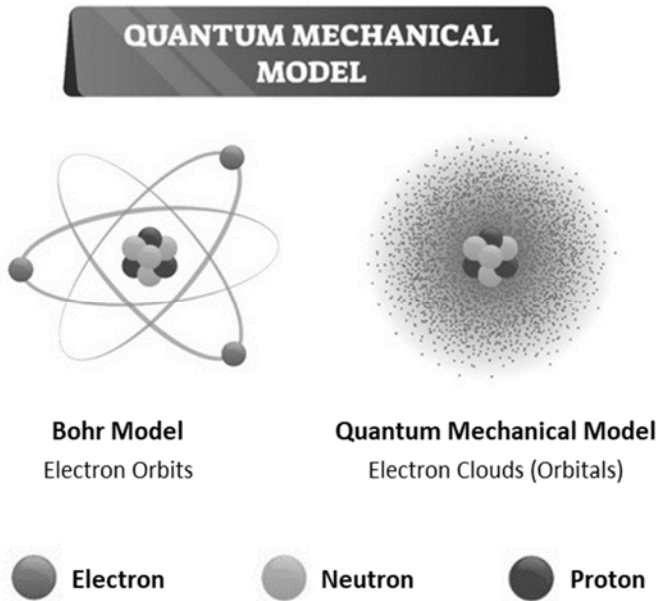 QUANTUM MECHANICAL
MODEL
Bohr Model
Electron Orbits
Quantum Mechanical Model
Electron Clouds (Orbitals)
Electron
Neutron
Proton